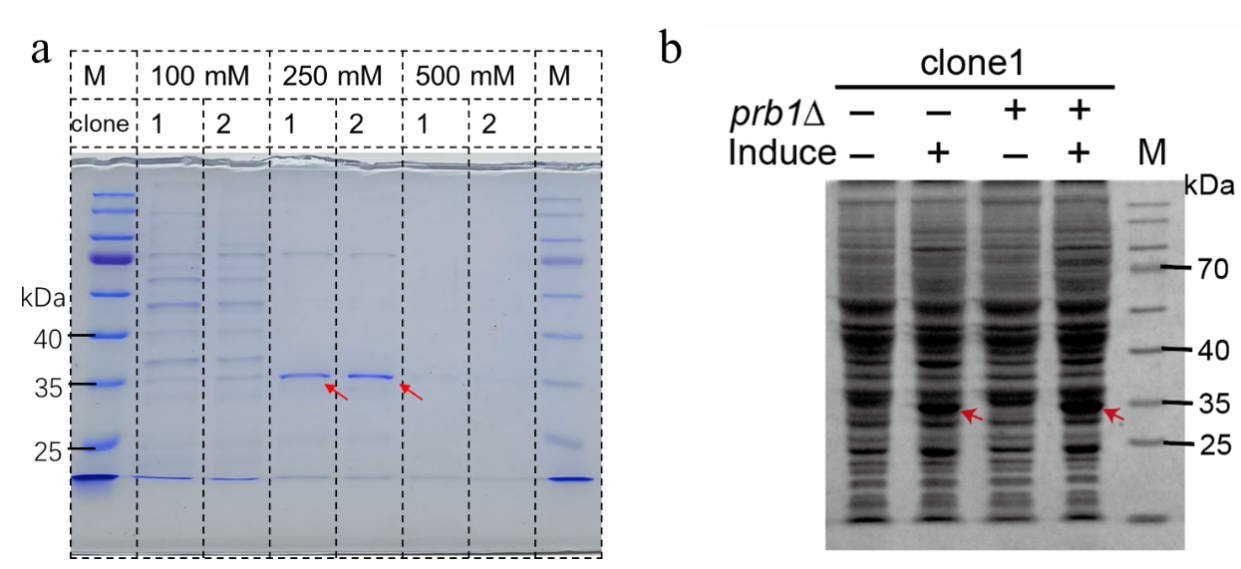 a
M 100 mM 250 mM 500 mM M
clone 1 2 1 2 1 2
kDa
40
35
25
b
clone1
prb1Δ – – + +
Induce – + – + M
kDa
70
40
35
25